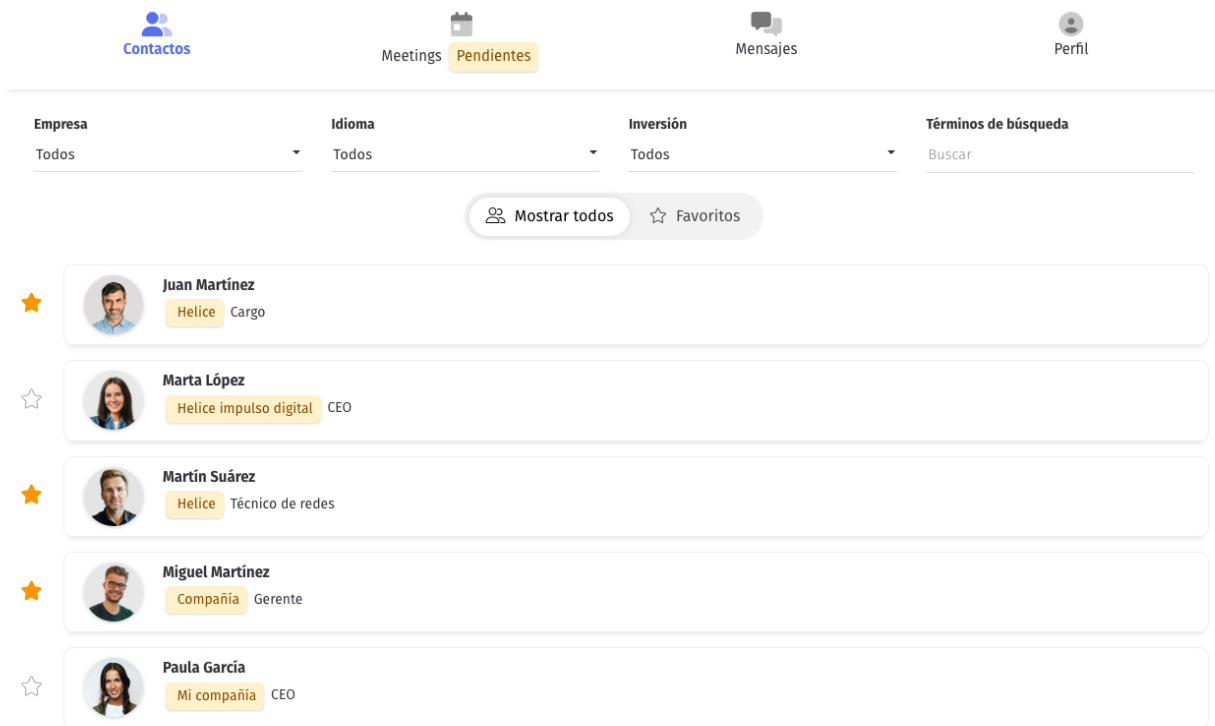 Contactos
Meetings Pendientes
Mensajes
Perfil
Empresa
Todos
Idioma
Todos
Inversión
Todos
Términos de búsqueda
Buscar
Mostrar todos
Favoritos
Juan Martínez
Helice Cargo
Marta López
Helice impulso digital CEO
Martín Suárez
Helice Técnico de redes
Miguel Martínez
Compañía Gerente
Paula García
Mi compañía CEO